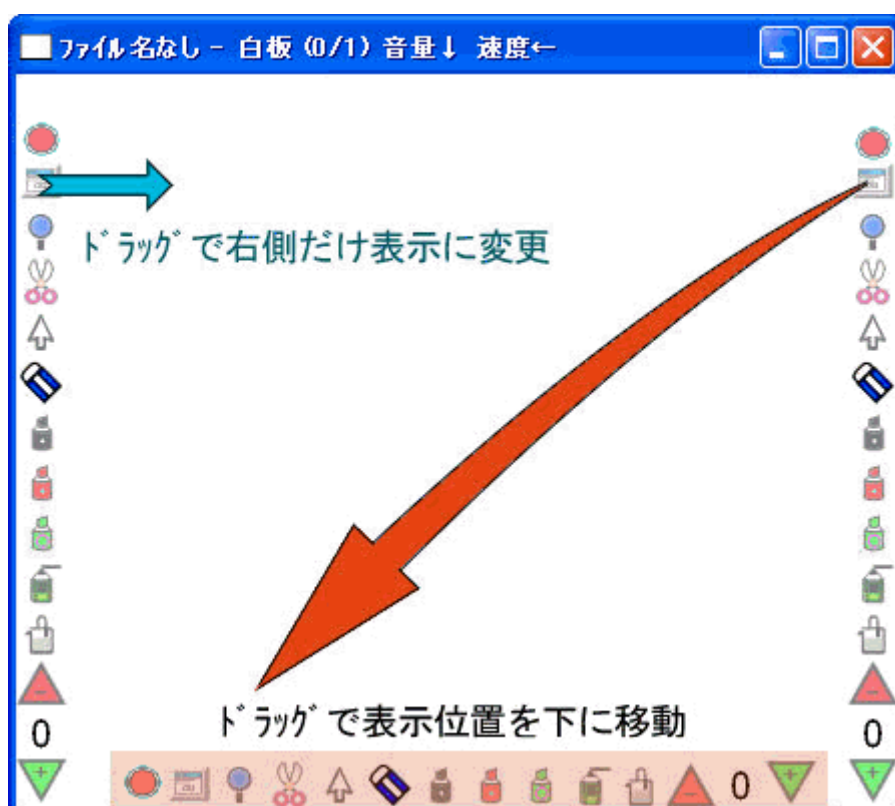 ファイル名なし - 白板 (0/1) 音量↓ 速度←
ﾄﾞﾗｯｸﾞで右側だけ表示に変更
ﾄﾞﾗｯｸﾞで表示位置を下に移動
0
0
0